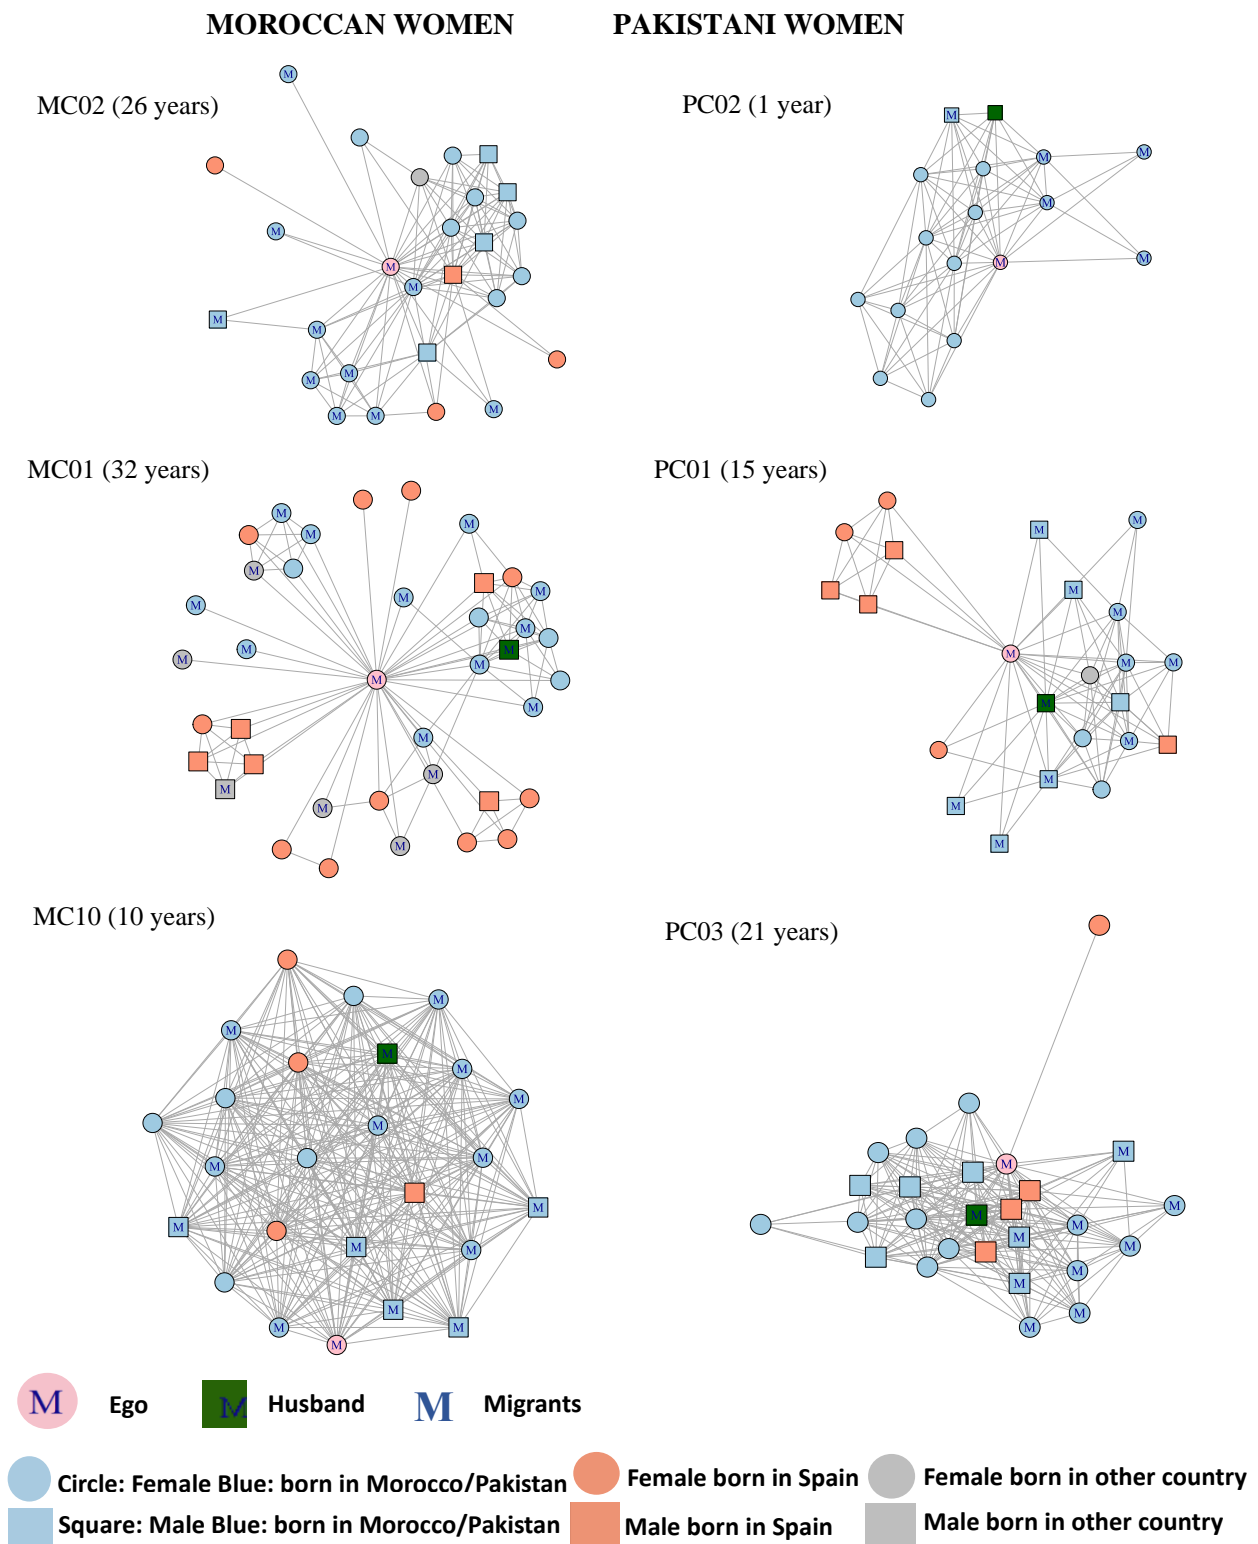 MOROCCAN WOMEN PAKISTANI WOMEN
MC02 (26 years) PC02 (1 year)
M
M M
M M
M M
M M
M M M
M
M
M M
M M M
MC01 (32 years) PC01 (15 years)
M M
M M
M M
M M
M M M
M M M
M M M M
M M M
M M M
M M
M M
M M
M M
MC10 (10 years) PC03 (21 years)
M
M M
M M
M M
M M
M M
M M M
M M M
M M M
M M M
M M
M M M
M
Ego Husband Migrants
M M M
Circle: Female Blue: born in Morocco/Pakistan Female born in Spain Female born in other country
Square: Male Blue: born in Morocco/Pakistan Male born in Spain Male born in other country